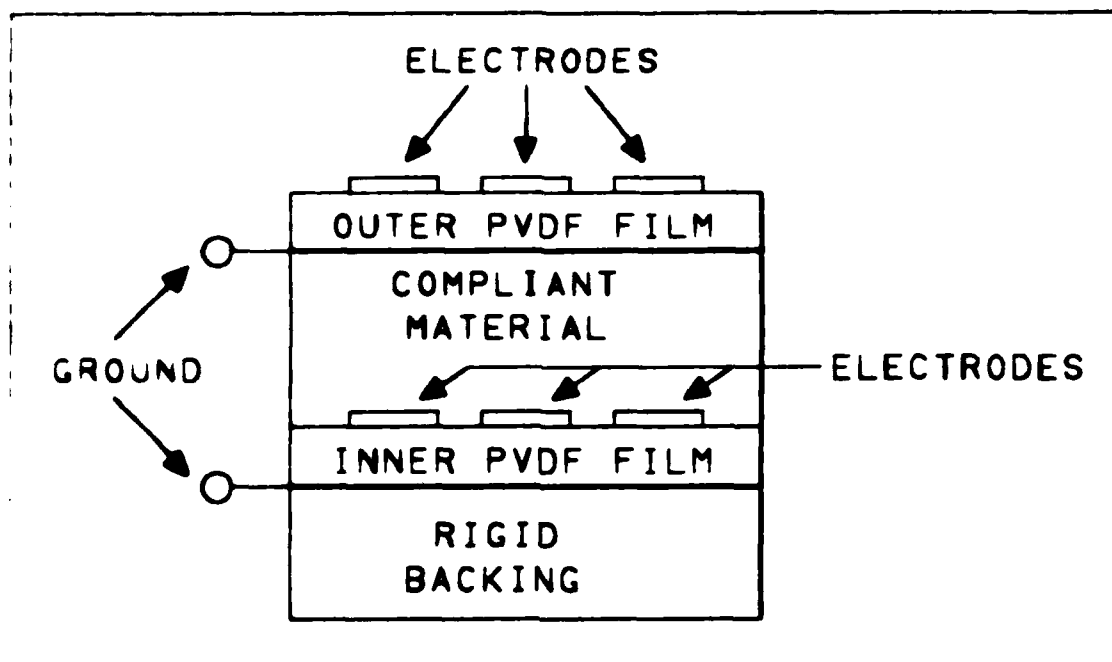 ELECTRODES
OUTER PVDF FILM
COMPLIANT
MATERIAL
GROUND
ELECTRODES
INNER PVDF FILM
RIGID
BACKING